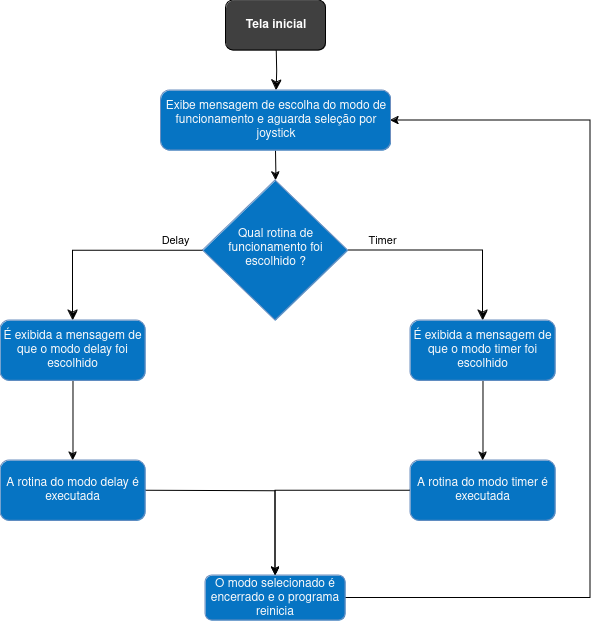 Tela inicial
Exibe mensagem de escolha do modo de
funcionamento e aguarda seleção por
joystick
Qual rotina de
funcionamento foi
escolhido ?
Delay
Timer
É exibida a mensagem de
que o modo delay foi
escolhido
É exibida a mensagem de
que o modo timer foi
escolhido
A rotina do modo delay é
executada
A rotina do modo timer é
executada
O modo selecionado é
encerrado e o programa
reinicia